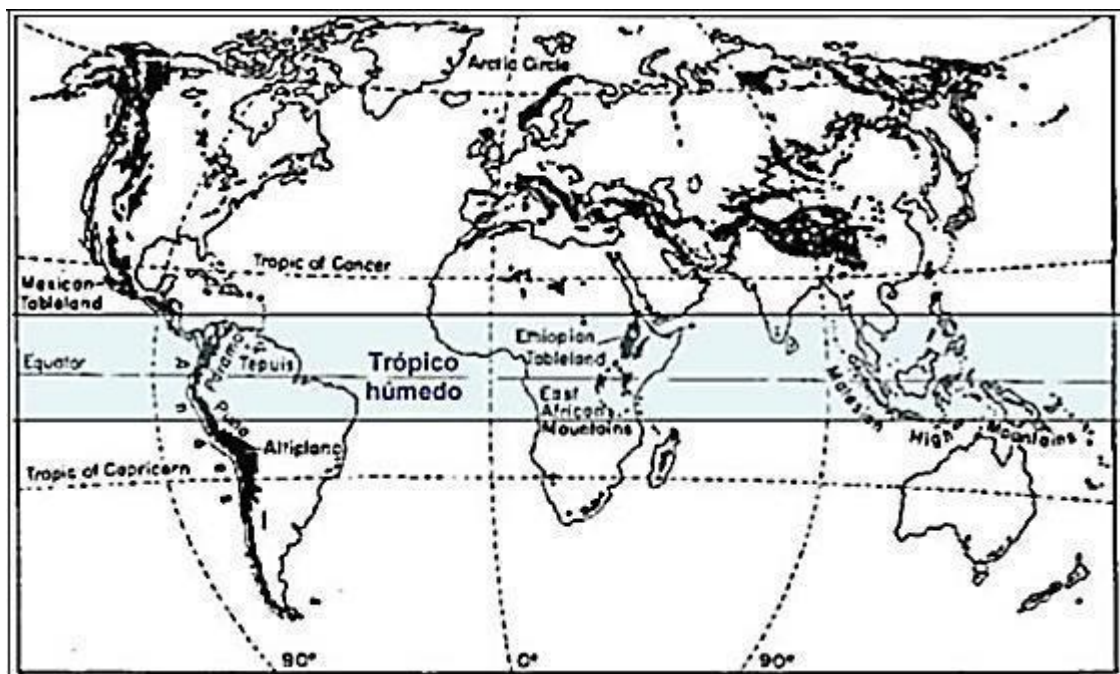 Arctic Circle
Tropic of Cancer
Mexican
Tableland
Ethiopian
Tableland
Equator
Paramo
Tepuis
Trópico
húmedo
East
African
Mountains
Malesian High Mountains
Puna
Altiplano
Tropic of Capricorn
90°
0°
90°